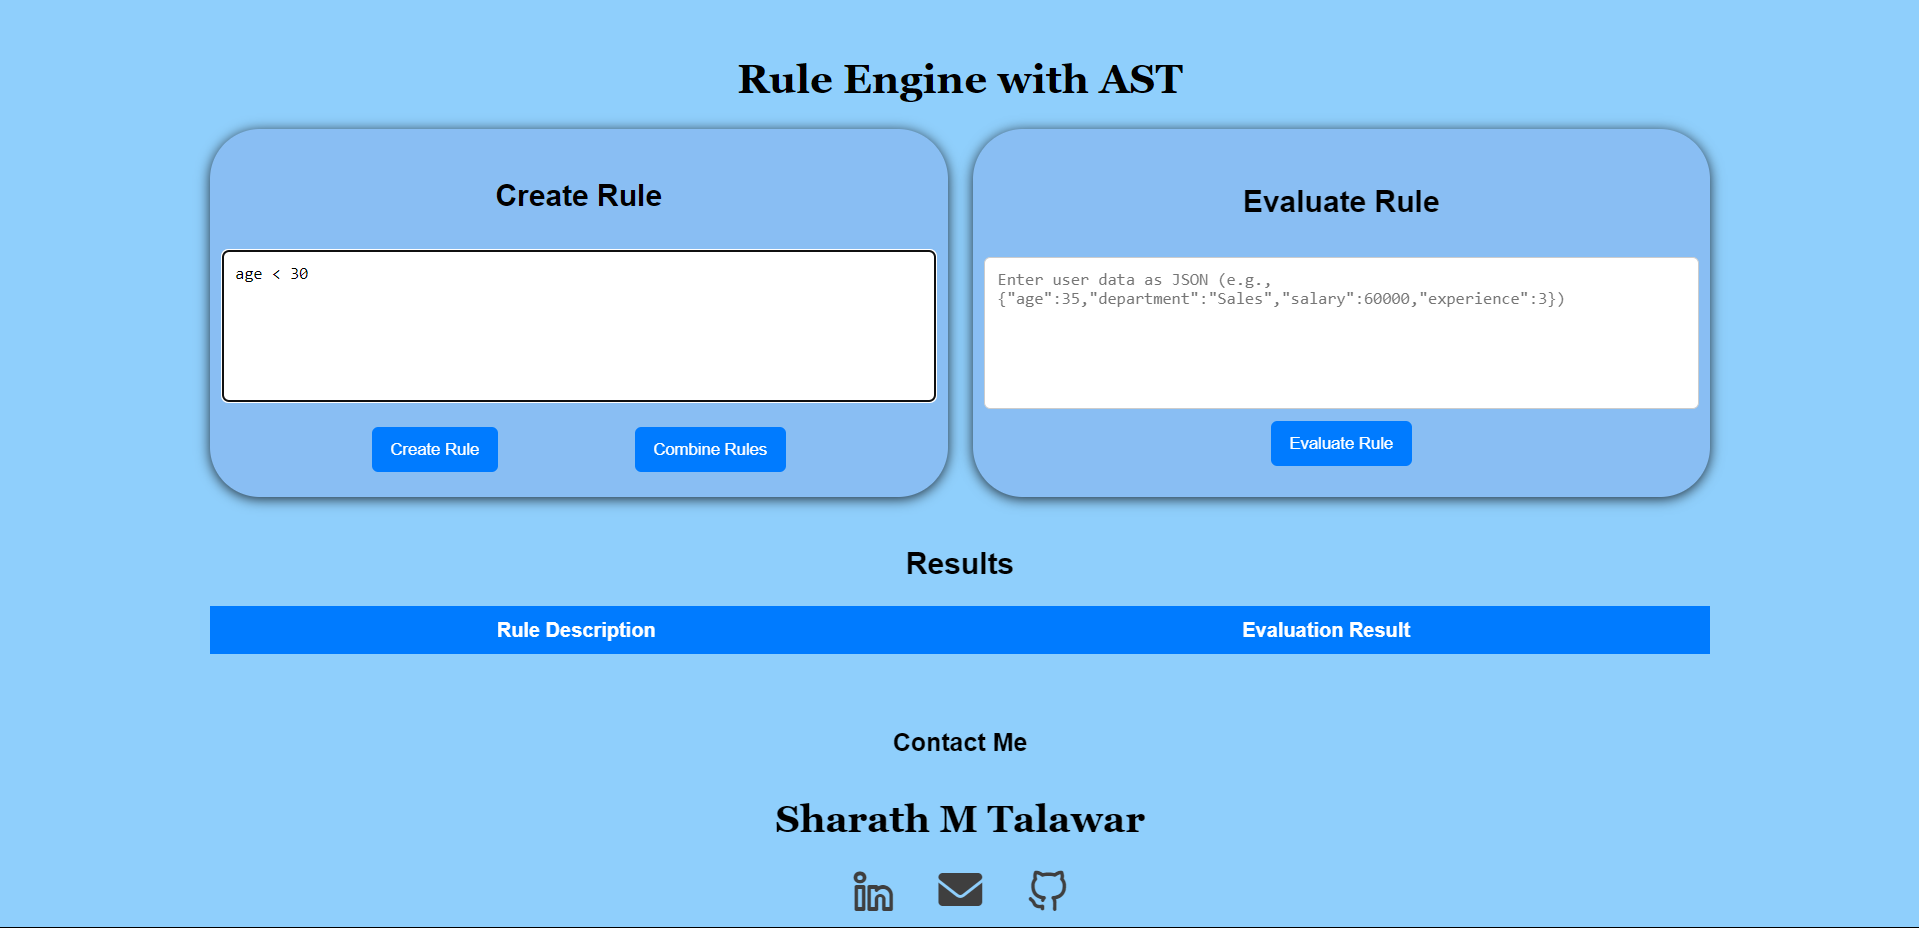 Rule Engine with AST
Create Rule
age < 30
Create Rule
Combine Rules
Evaluate Rule
Enter user data as JSON (e.g.,
{"age":35,"department":"Sales","salary":60000,"experience":3})
Evaluate Rule
Results
Rule Description
Evaluation Result
Contact Me
Sharath M Talawar
in